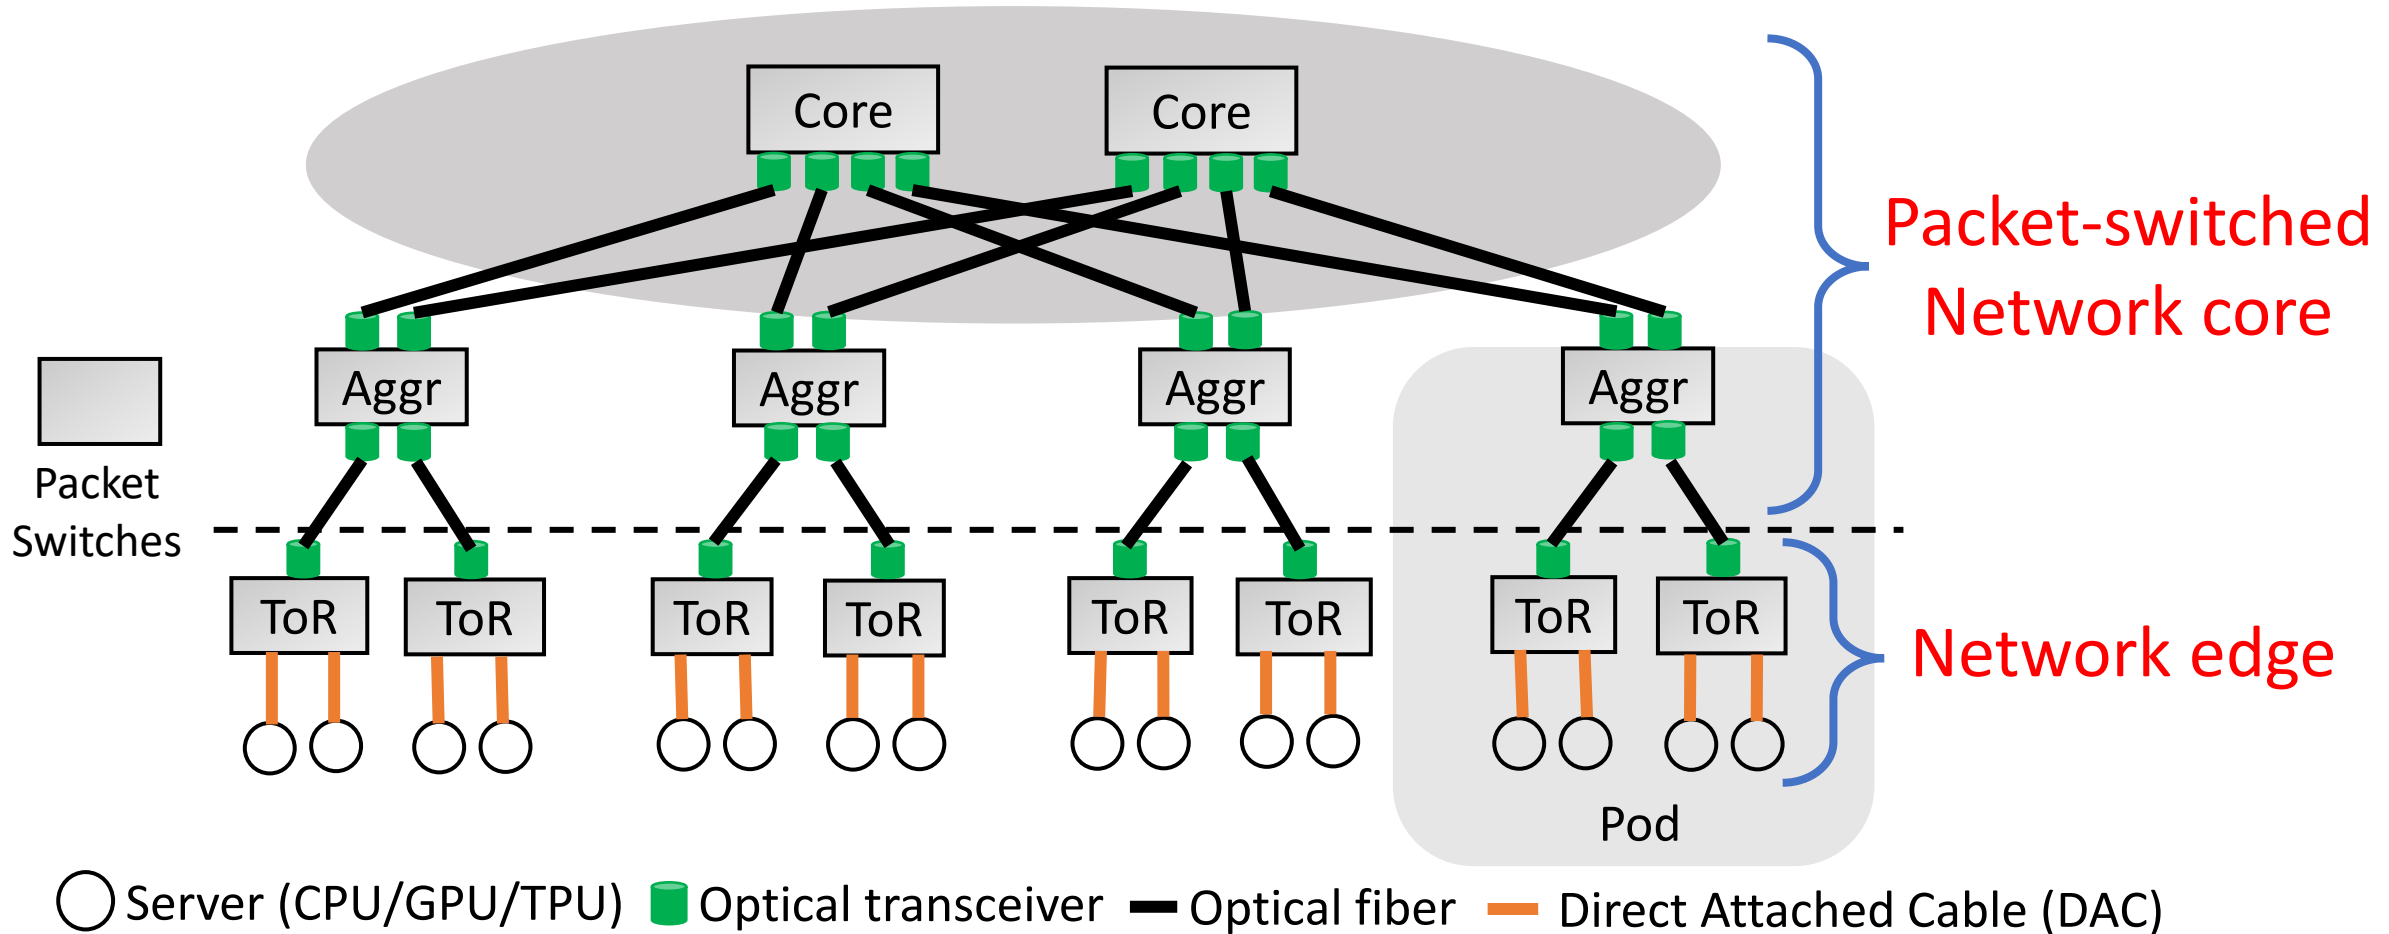 Core Core
Packet-switched
Network core
Aggr Aggr Aggr Aggr
Packet
Switches
ToR ToR ToR ToR ToR ToR ToR ToR
Network edge
Pod
Server (CPU/GPU/TPU) Optical transceiver Optical fiber Direct Attached Cable (DAC)